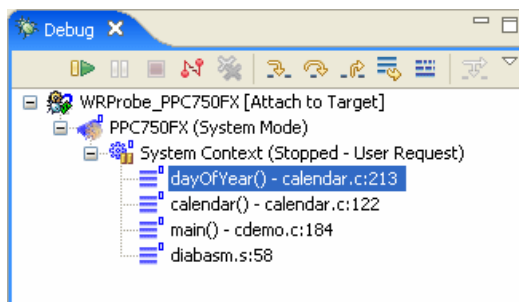 Debug
WRProbe_PPC750FX [Attach to Target]
PPC750FX (System Mode)
System Context (Stopped - User Request)
dayOfYear() - calendar.c:213
calendar() - calendar.c:122
main() - cdemo.c:184
diabasm.s:58